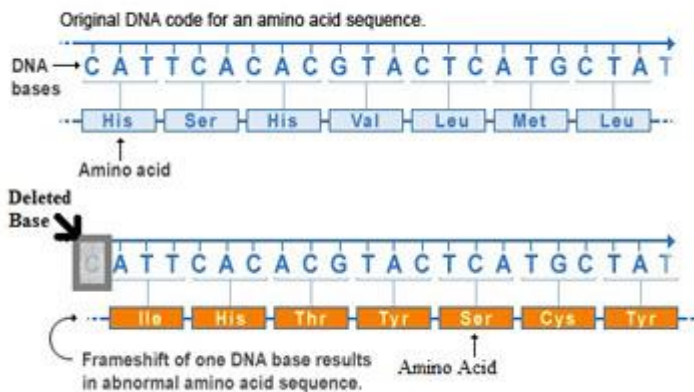 Original DNA code for an amino acid sequence.
DNA bases
C A T T C A C A C G T A C T C A T G C T A T
His Ser His Val Leu Met Leu
Amino acid
Deleted Base
C A T T C A C A C G T A C T C A T G C T A T
Ile His Thr Tyr Ser Cys Tyr
Frameshift of one DNA base results
in abnormal amino acid sequence.
Amino Acid